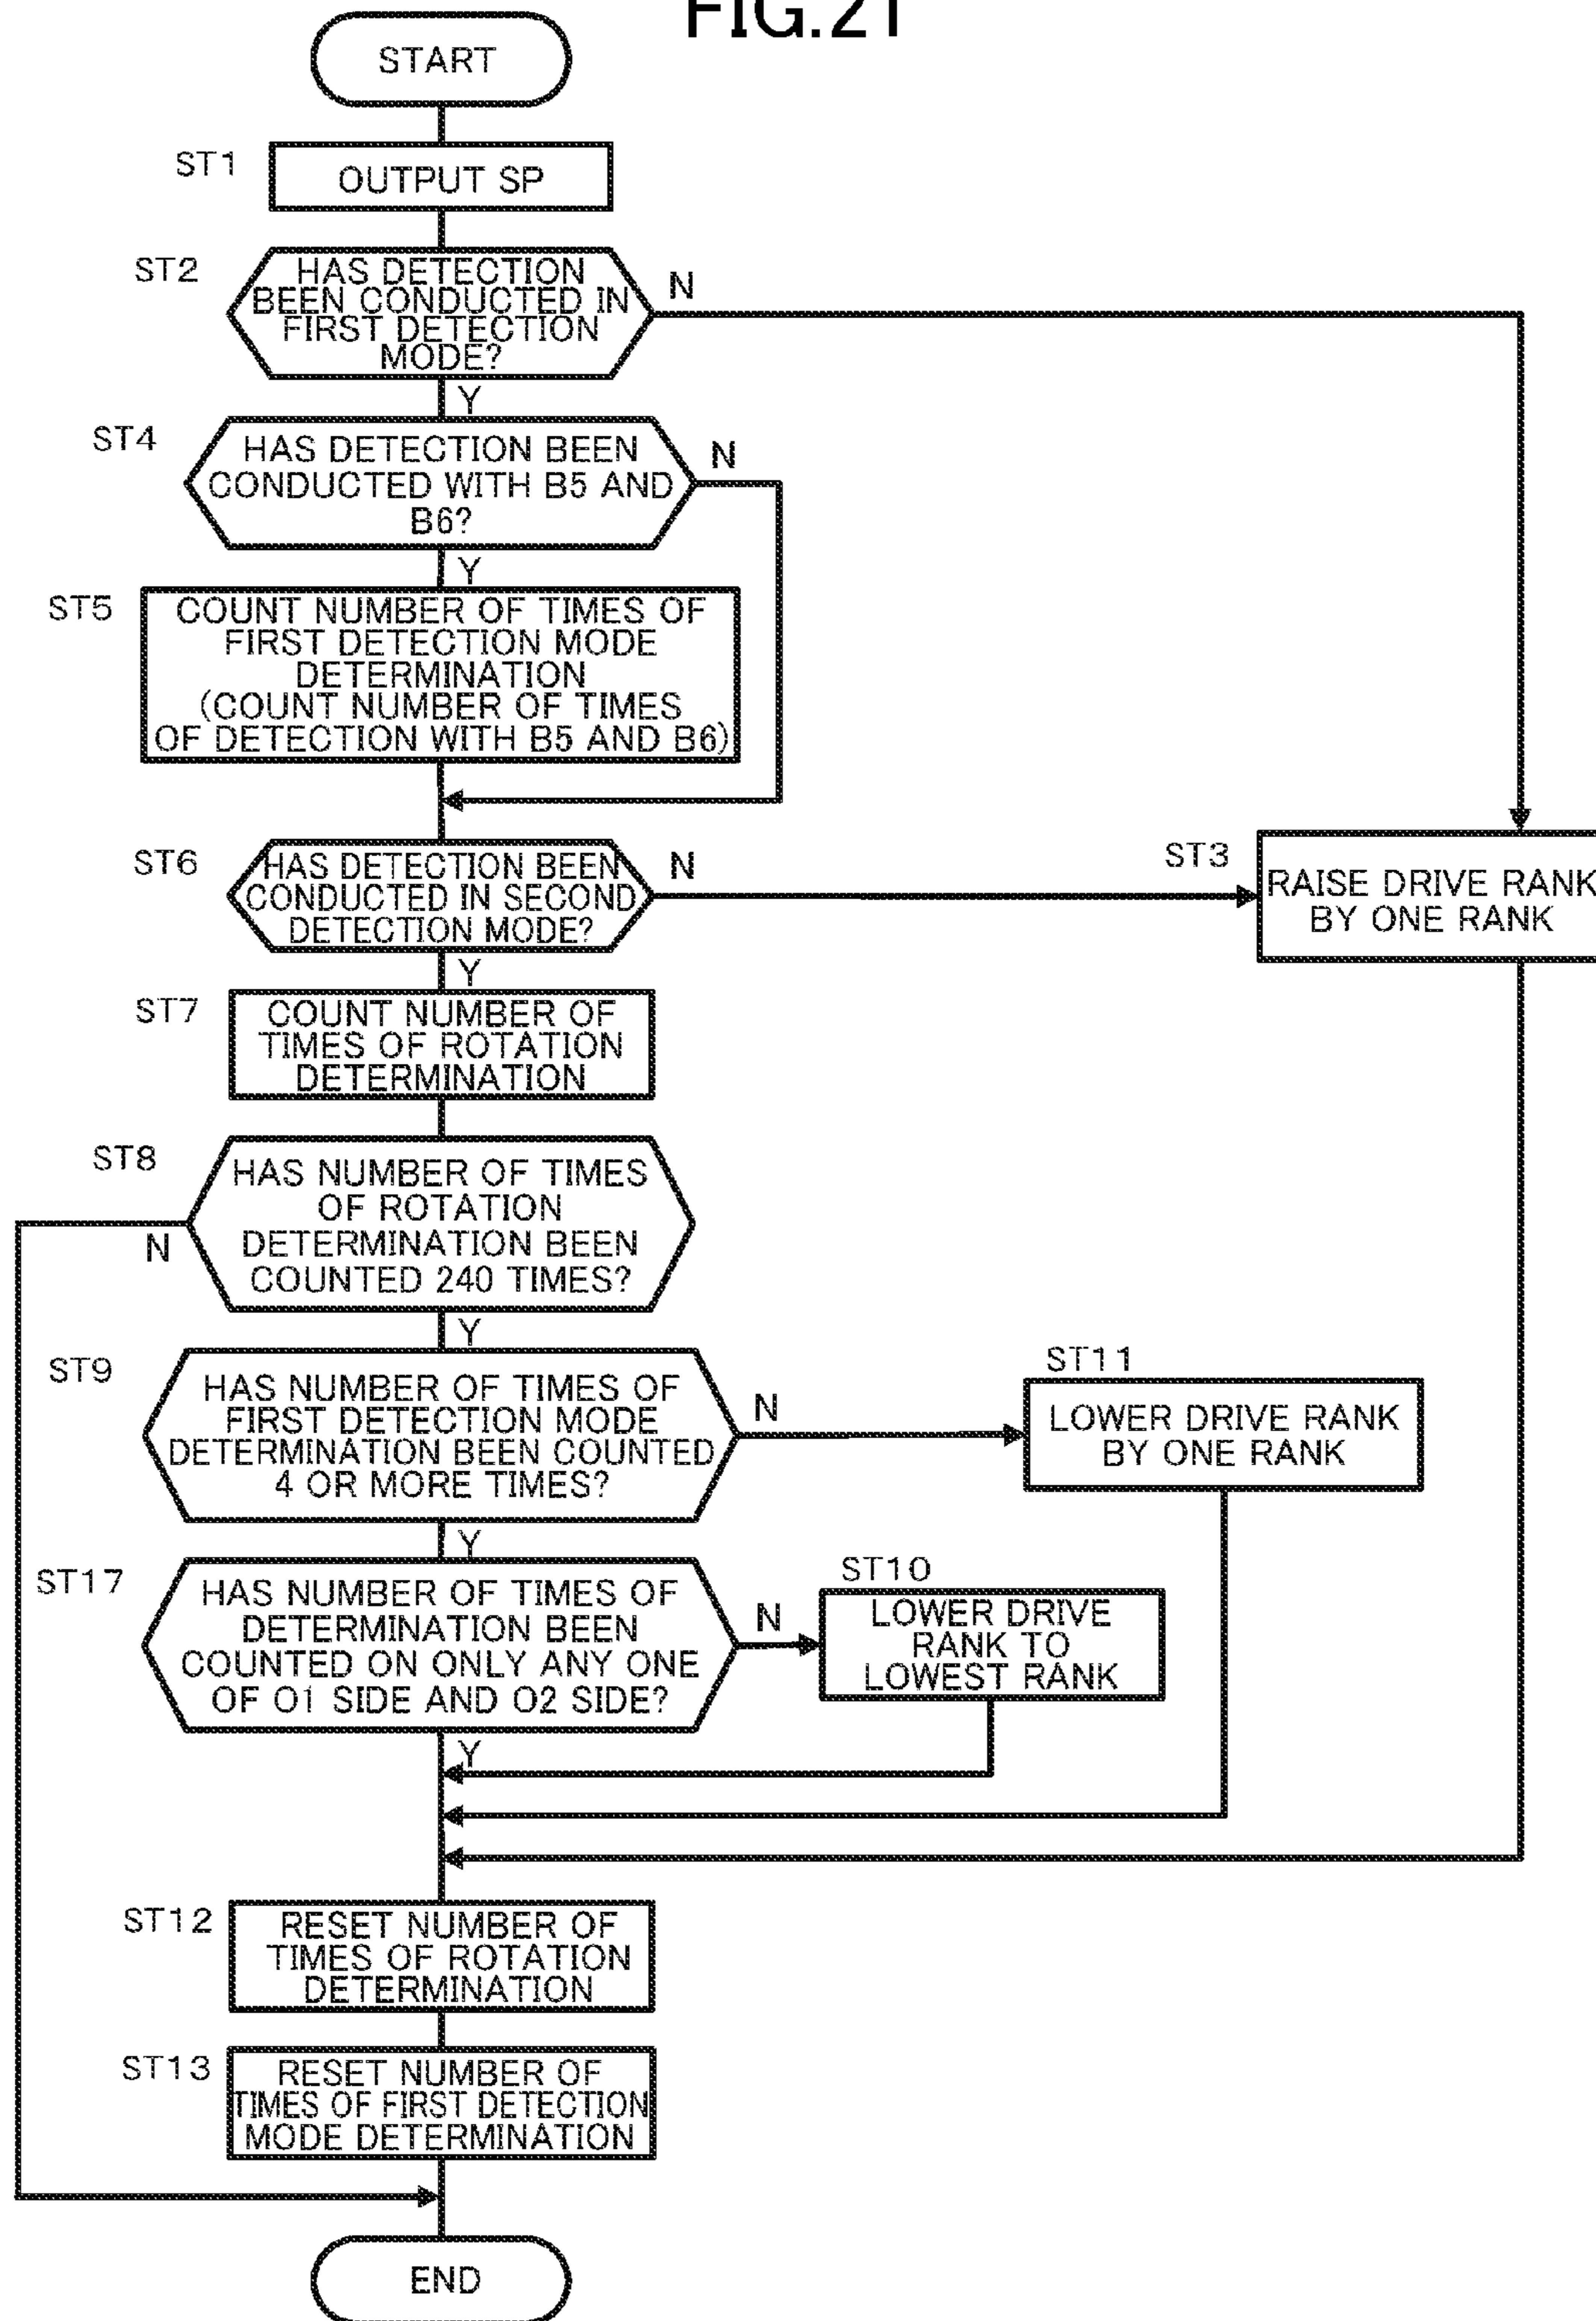 FIG.21
START
ST1
OUTPUT SP
ST2
HAS DETECTION
BEEN CONDUCTED IN
FIRST DETECTION
MODE?
N
Y
ST4
HAS DETECTION BEEN
CONDUCTED WITH B5 AND
B6?
N
Y
ST5
COUNT NUMBER OF TIMES OF
FIRST DETECTION MODE
DETERMINATION
(COUNT NUMBER OF TIMES
OF DETECTION WITH B5 AND B6)
ST6
HAS DETECTION BEEN
CONDUCTED IN SECOND
DETECTION MODE?
N
Y
ST3
RAISE DRIVE RANK
BY ONE RANK
ST7
COUNT NUMBER OF
TIMES OF ROTATION
DETERMINATION
ST8
HAS NUMBER OF TIMES
OF ROTATION
DETERMINATION BEEN
COUNTED 240 TIMES?
N
Y
ST9
HAS NUMBER OF TIMES OF
FIRST DETECTION MODE
DETERMINATION BEEN COUNTED
4 OR MORE TIMES?
N
Y
ST11
LOWER DRIVE RANK
BY ONE RANK
ST17
HAS NUMBER OF TIMES OF
DETERMINATION BEEN
COUNTED ON ONLY ANY ONE
OF O1 SIDE AND O2 SIDE?
N
Y
ST10
LOWER DRIVE
RANK TO
LOWEST RANK
ST12
RESET NUMBER OF
TIMES OF ROTATION
DETERMINATION
ST13
RESET NUMBER OF
TIMES OF FIRST DETECTION
MODE DETERMINATION
END